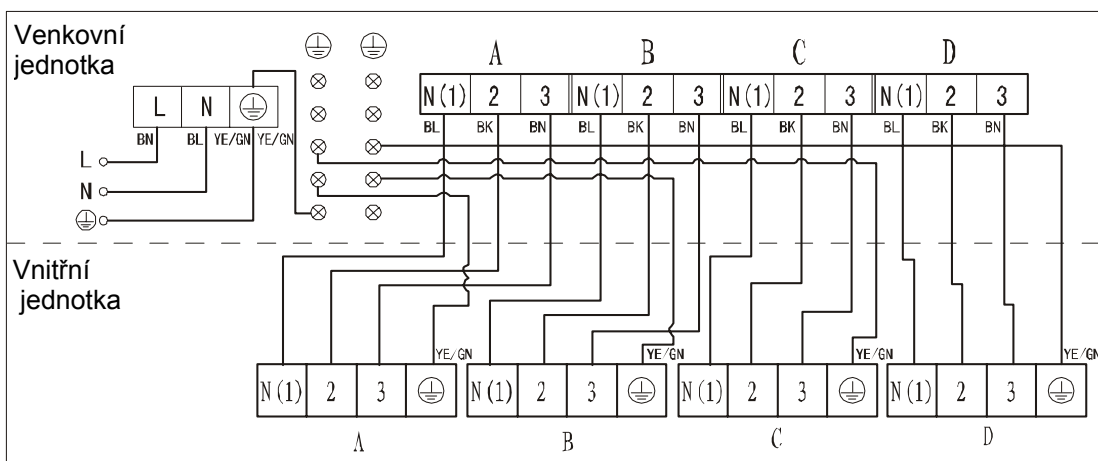 Venkovní
jednotka
A B C D
L N
N(1) 2 3 N(1) 2 3 N(1) 2 3 N(1) 2 3
BN BL YE/GN YE/GN
BL BK BN BL BK BN BL BK BN BL BK BN
L
N
Vnitřní
jednotka
YE/GN YE/GN YE/GN YE/GN
N(1) 2 3 N(1) 2 3 N(1) 2 3 N(1) 2 3
A B C D